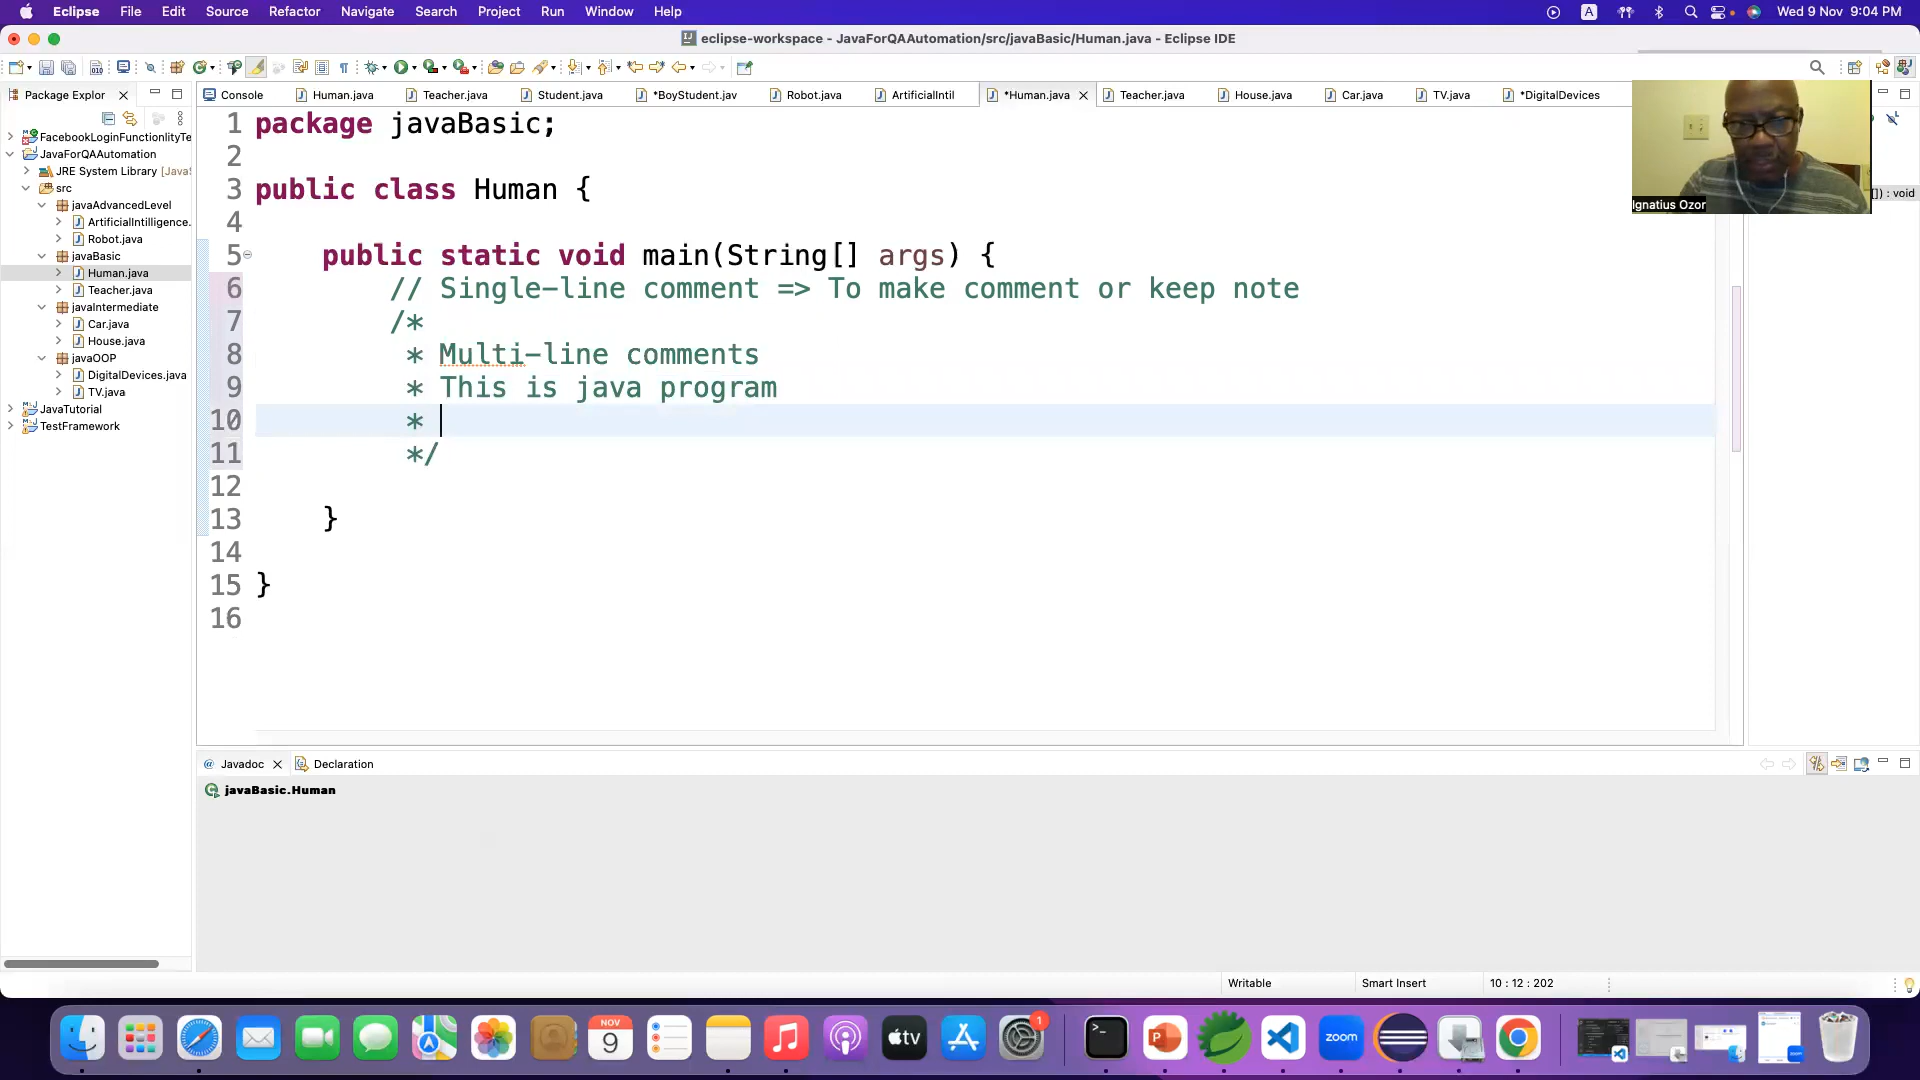 Eclipse File Edit Source Refactor Navigate Search Project Run Window Help
A
Wed 9 Nov 9:04 PM
eclipse-workspace - JavaForQAAutomation/src/javaBasic/Human.java - Eclipse IDE
Package Explor
FacebookLoginFunctionlityTe
JavaForQAAutomation
JRE System Library [Java
src
javaAdvancedLevel
ArtificialIntilligence.
Robot.java
javaBasic
Human.java
Teacher.java
javaIntermediate
Car.java
House.java
javaOOP
DigitalDevices.java
TV.java
JavaTutorial
TestFramework
Console Human.java Teacher.java Student.java *BoyStudent.jav Robot.java ArtificialIntil *Human.java Teacher.java House.java Car.java TV.java *DigitalDevices
1 package javaBasic;
2
3 public class Human {
4
5 public static void main(String[] args) {
6 // Single-line comment => To make comment or keep note
7 /*
8 * Multi-line comments
9 * This is java program
10 *
11 */
12
13 }
14
15 }
16
Ignatius Ozor
[]) : void
Javadoc Declaration
javaBasic.Human
Writable Smart Insert 10 : 12 : 202
NOV
9
tv
1
zoom